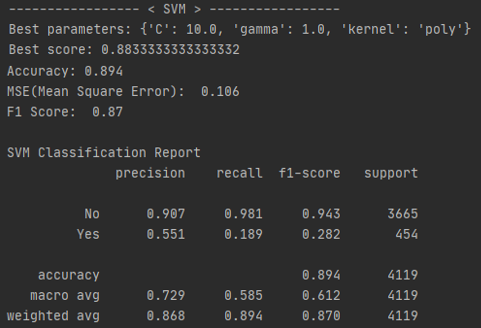 ----------------- < SVM > -----------------
Best parameters: {'C': 10.0, 'gamma': 1.0, 'kernel': 'poly'}
Best score: 0.8833333333333332
Accuracy: 0.894
MSE(Mean Square Error):  0.106
F1 Score:  0.87
SVM Classification Report
precision    recall  f1-score   support
No      0.907     0.981     0.943      3665
Yes      0.551     0.189     0.282       454
accuracy                          0.894      4119
macro avg      0.729     0.585     0.612      4119
weighted avg      0.868     0.894     0.870      4119